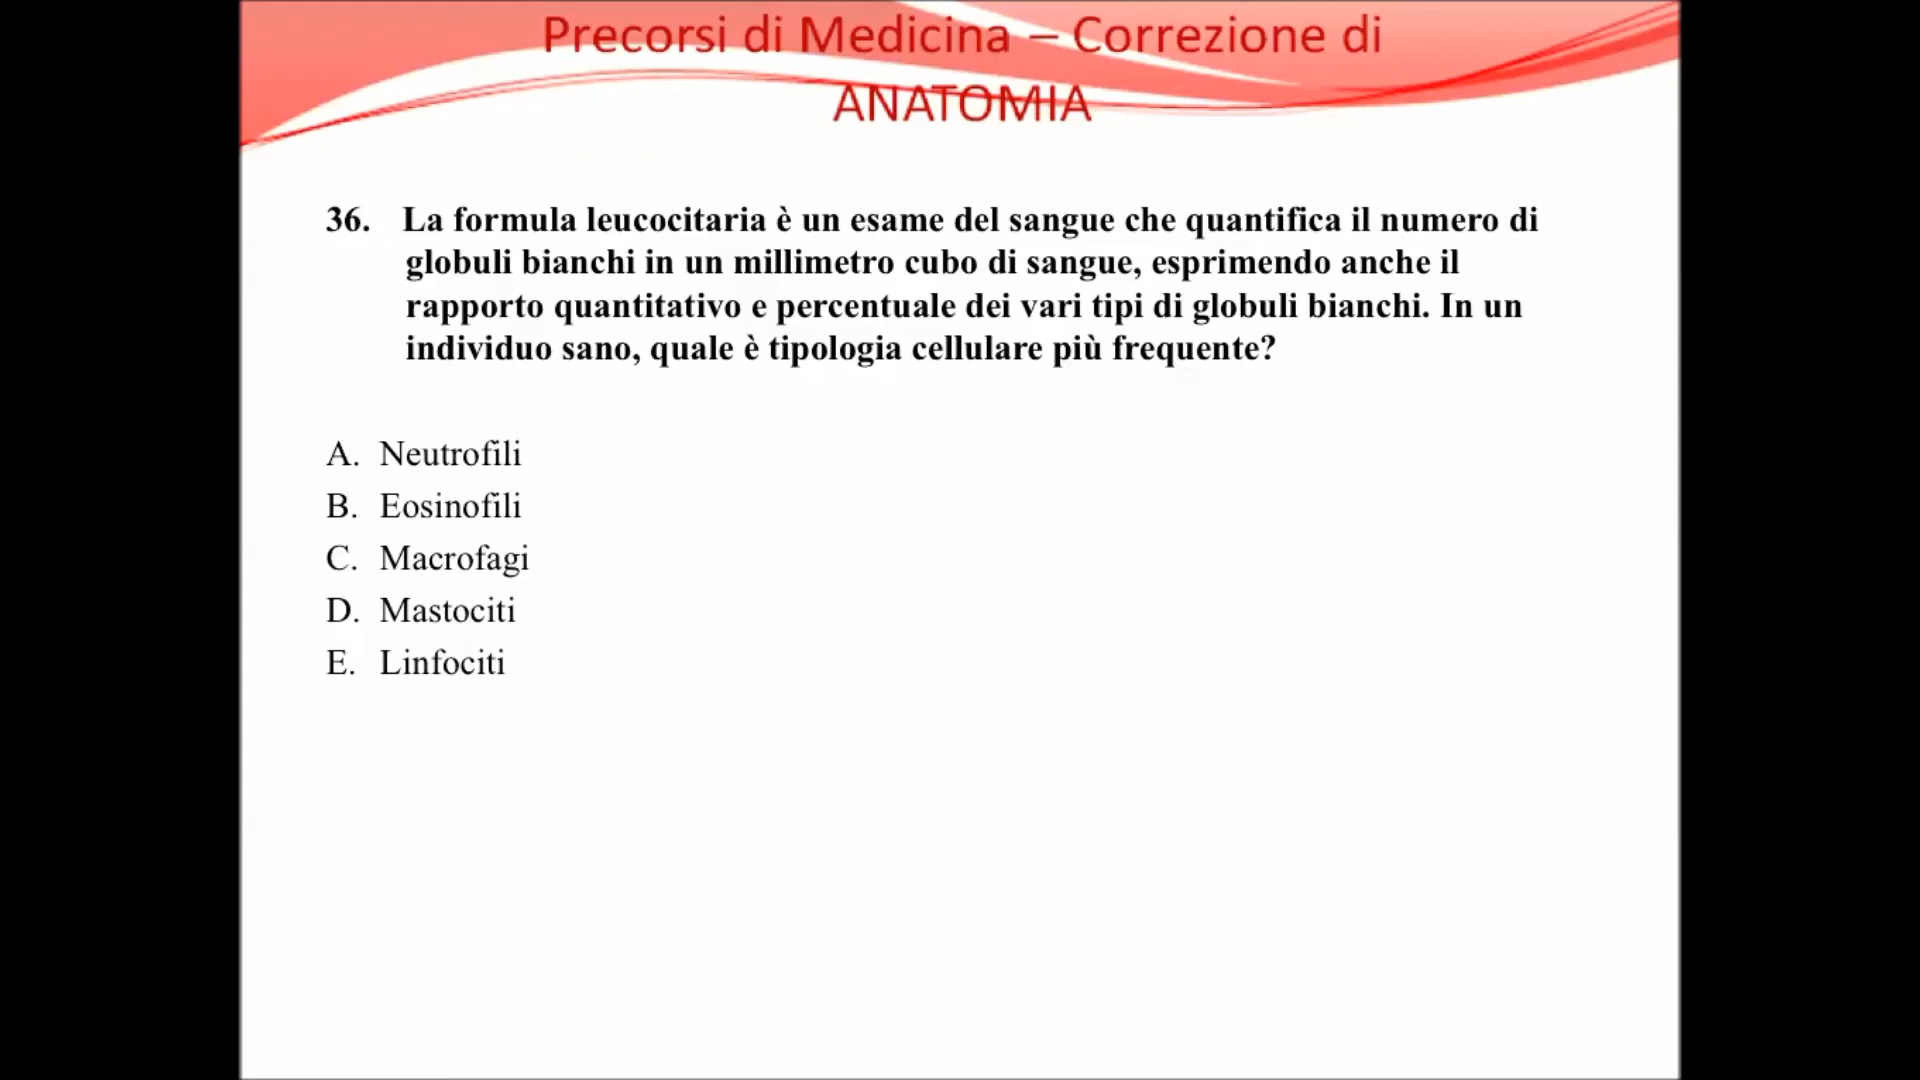 Precorsi di Medicina – Correzione di
ANATOMIA
36. La formula leucocitaria è un esame del sangue che quantifica il numero di
globuli bianchi in un millimetro cubo di sangue, esprimendo anche il
rapporto quantitativo e percentuale dei vari tipi di globuli bianchi. In un
individuo sano, quale è tipologia cellulare più frequente?
A. Neutrofili
B. Eosinofili
C. Macrofagi
D. Mastociti
E. Linfociti